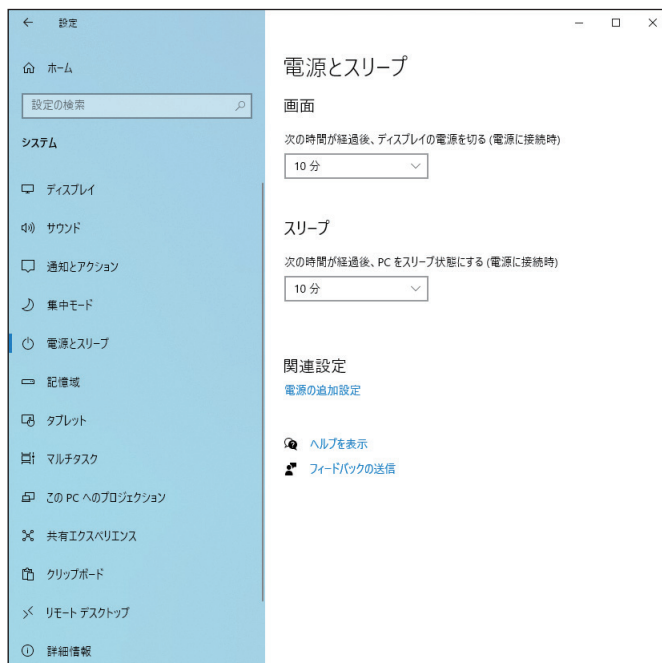 設定
ホーム
設定の検索
システム
ディスプレイ
サウンド
通知とアクション
集中モード
電源とスリープ
記憶域
タブレット
マルチタスク
この PC へのプロジェクション
共有エクスペリエンス
クリップボード
リモート デスクトップ
詳細情報
電源とスリープ
画面
次の時間が経過後、ディスプレイの電源を切る (電源に接続時)
10 分
スリープ
次の時間が経過後、PC をスリープ状態にする (電源に接続時)
10 分
関連設定
電源の追加設定
ヘルプを表示
フィードバックの送信